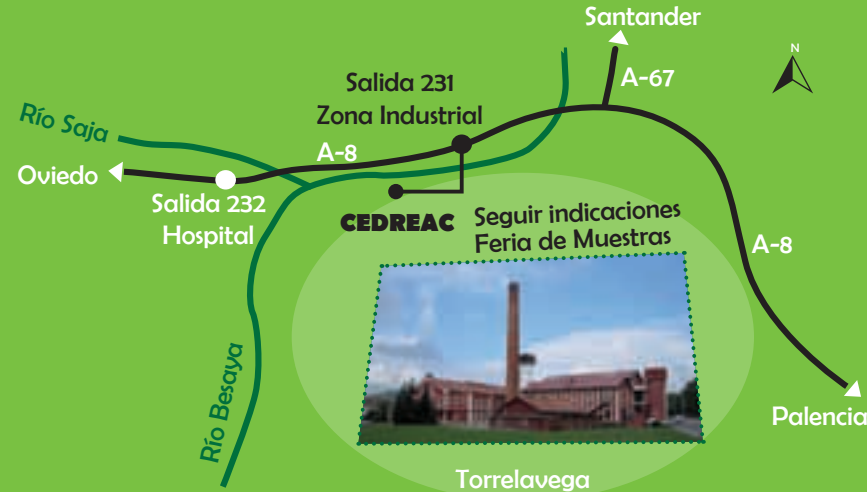 Santander
N
A-67
Salida 231
Zona Industrial
Río Saja
A-8
Oviedo
Salida 232
Hospital
CEDREAC
Seguir indicaciones
Feria de Muestras
A-8
Río Besaya
Palencia
Torrelavega